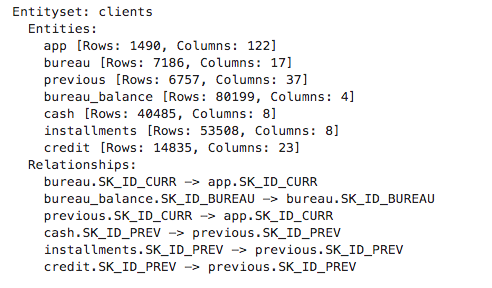 Entityset: clients
Entities:
app [Rows: 1490, Columns: 122]
bureau [Rows: 7186, Columns: 17]
previous [Rows: 6757, Columns: 37]
bureau_balance [Rows: 80199, Columns: 4]
cash [Rows: 40485, Columns: 8]
installments [Rows: 53508, Columns: 8]
credit [Rows: 14835, Columns: 23]
Relationships:
bureau.SK_ID_CURR —> app.SK_ID_CURR
bureau_balance.SK_ID_BUREAU —> bureau.SK_ID_BUREAU
previous.SK_ID_CURR —> app.SK_ID_CURR
cash.SK_ID_PREV —> previous.SK_ID_PREV
installments.SK_ID_PREV —> previous.SK_ID_PREV
credit.SK_ID_PREV —> previous.SK_ID_PREV